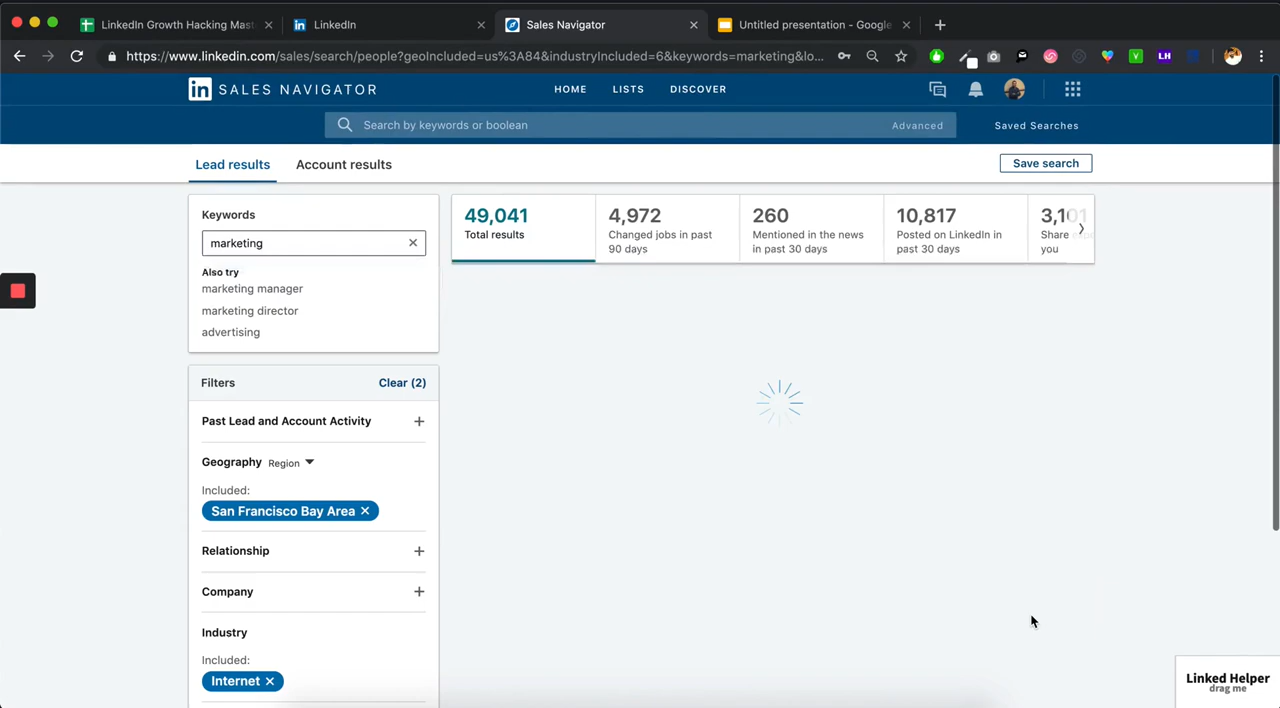 LinkedIn Growth Hacking Mast
LinkedIn
Sales Navigator
Untitled presentation - Google
https://www.linkedin.com/sales/search/people?geoIncluded=us%3A84&industryIncluded=6&keywords=marketing&lo...
in SALES NAVIGATOR
HOME
LISTS
DISCOVER
Search by keywords or boolean
Advanced
Saved Searches
Lead results
Account results
Save search
Keywords
marketing
Also try
marketing manager
marketing director
advertising
49,041
Total results
4,972
Changed jobs in past
90 days
260
Mentioned in the news
in past 30 days
10,817
Posted on LinkedIn in
past 30 days
3,101
Share
you
Filters
Clear (2)
Past Lead and Account Activity
Geography Region
Included:
San Francisco Bay Area
Relationship
Company
Industry
Included:
Internet
LH
Linked Helper
drag me